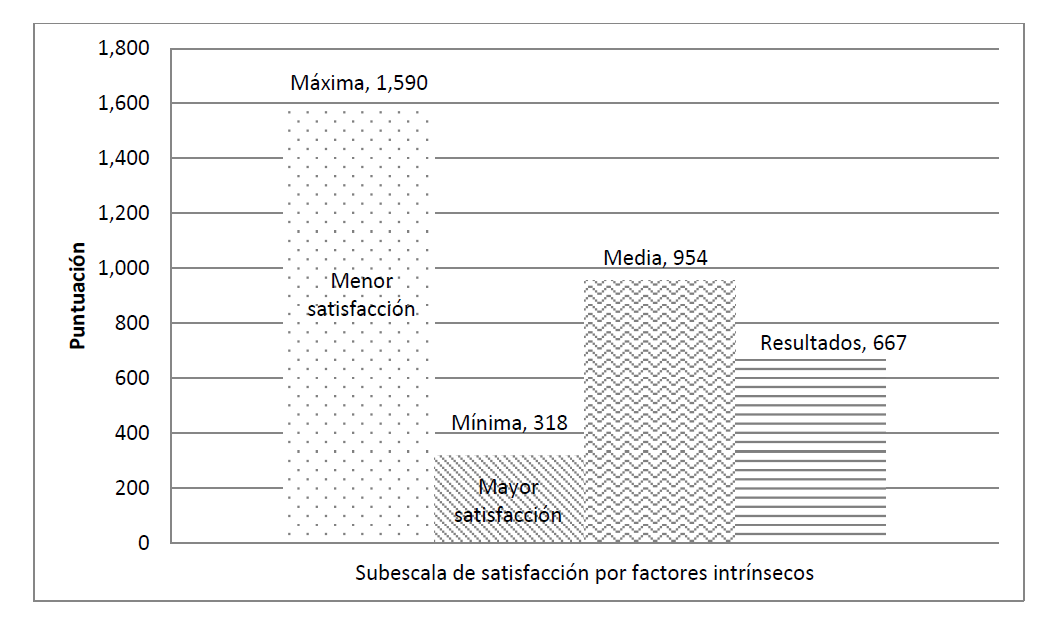 1,800
1,600
1,400
1,200
1,000
800
600
400
200
0
Puntuación
Máxima, 1,590
Menor
satisfacción
Mínima, 318
Mayor
satisfacción
Media, 954
Resultados, 667
Subescala de satisfacción por factores intrínsecos